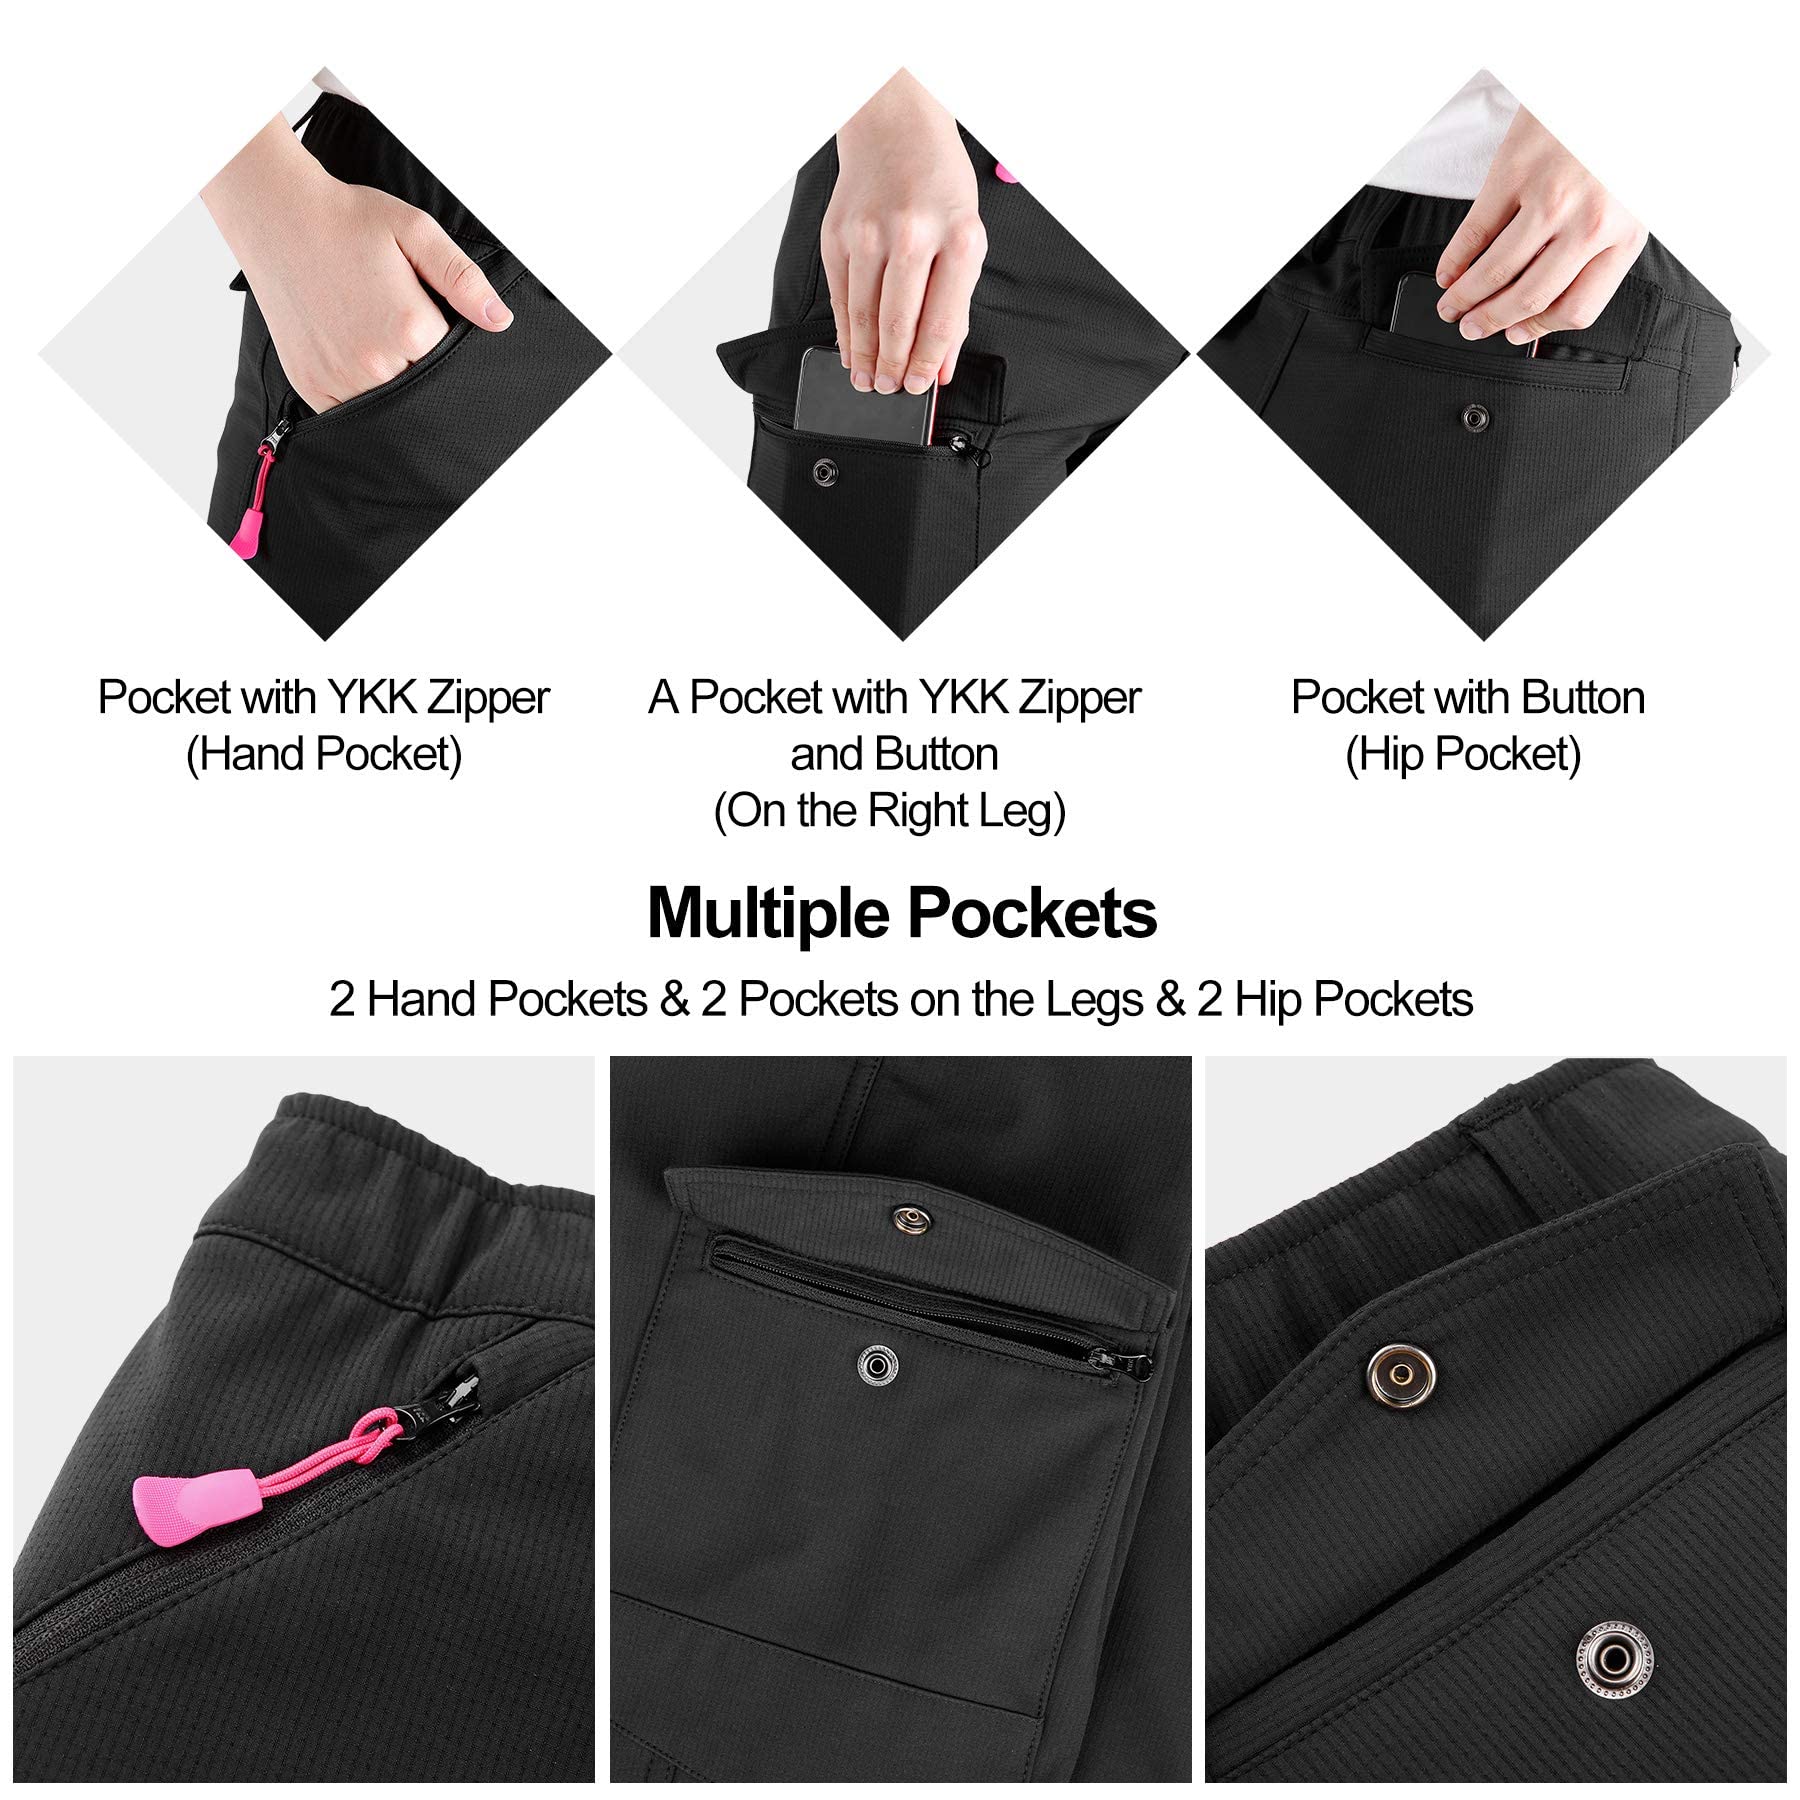 Pocket with YKK Zipper
(Hand Pocket)
A Pocket with YKK Zipper
and Button
(On the Right Leg)
Pocket with Button
(Hip Pocket)
Multiple Pockets
2 Hand Pockets & 2 Pockets on the Legs & 2 Hip Pockets